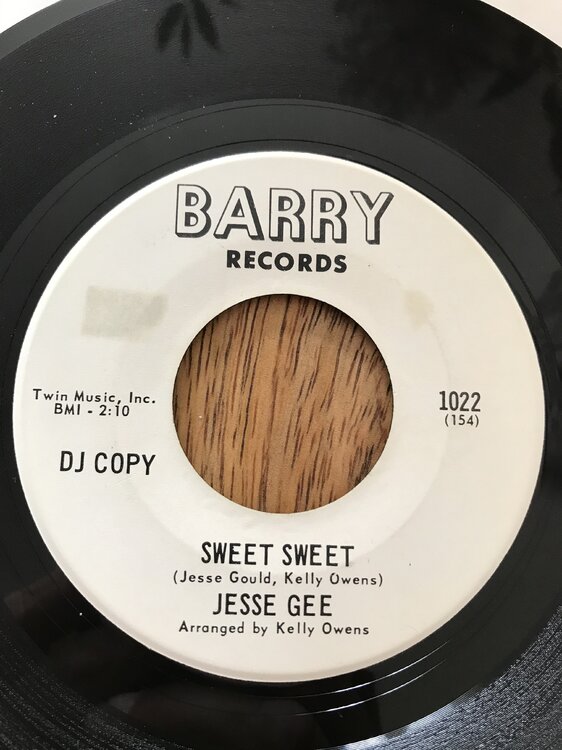 BARRY
RECORDS
Twin Music, Inc.
BMI - 2:10
1022
(154)
DJ COPY
SWEET SWEET
(Jesse Gould, Kelly Owens)
JESSE GEE
Arranged by Kelly Owens